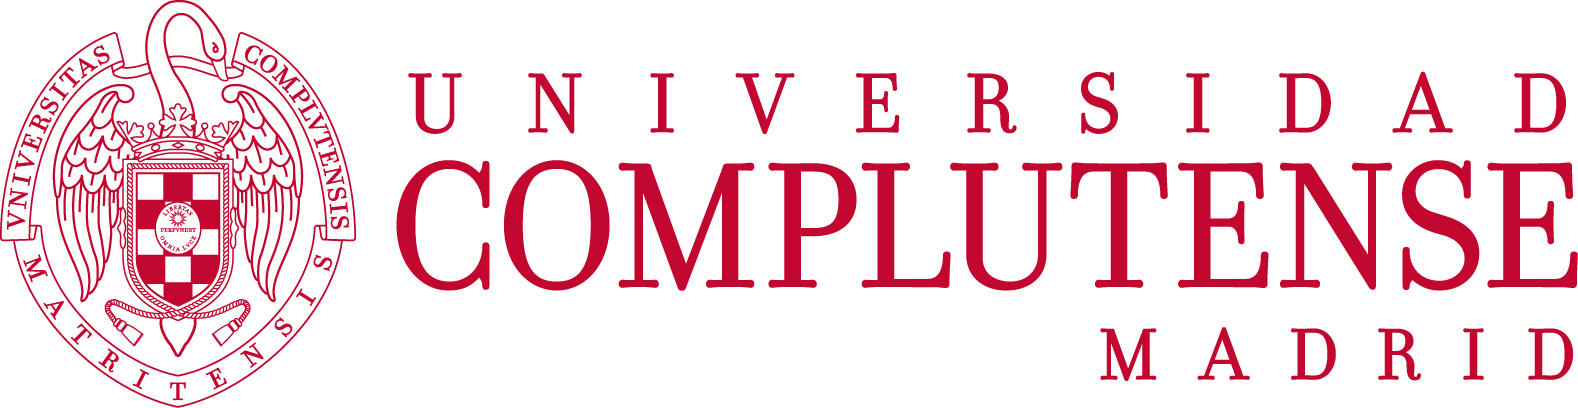 VNIVERSITAS COMPLVTENSIS
MATRITENSIS
LIBERTAS
PERFVNDET
OMNIA LVCE
UNIVERSIDAD
COMPLUTENSE
MADRID